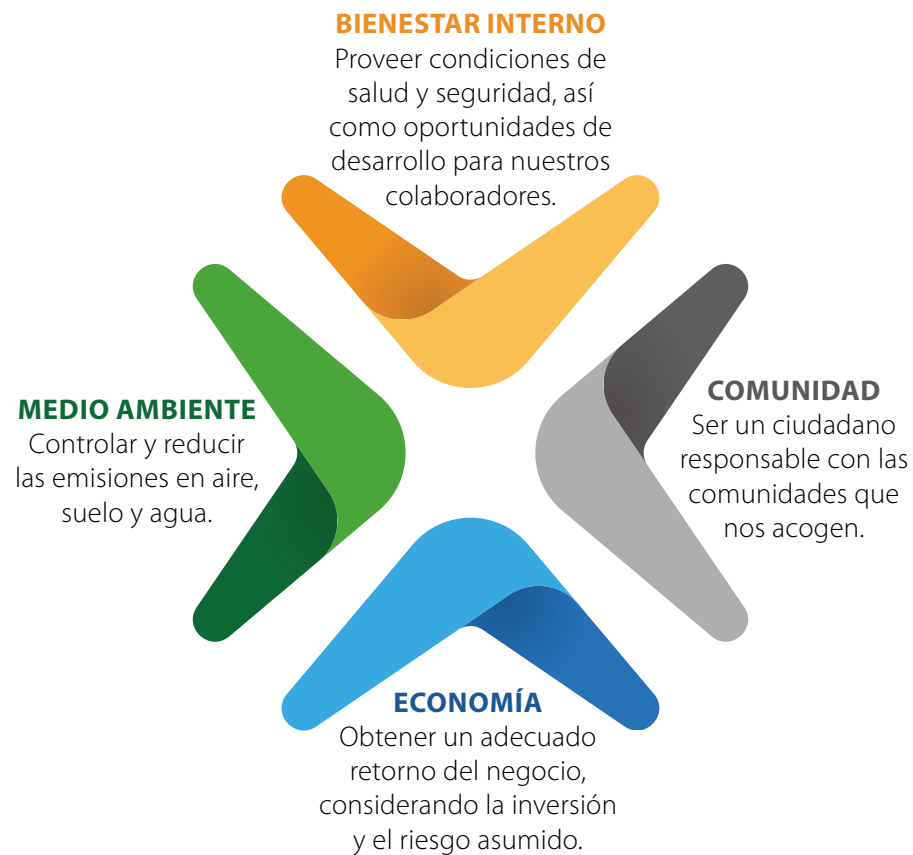 BIENESTAR INTERNO
Proveer condiciones de
salud y seguridad, así
como oportunidades de
desarrollo para nuestros
colaboradores.
MEDIO AMBIENTE
Controlar y reducir
las emisiones en aire,
suelo y agua.
COMUNIDAD
Ser un ciudadano
responsable con las
comunidades que
nos acogen.
ECONOMÍA
Obtener un adecuado
retorno del negocio,
considerando la inversión
y el riesgo asumido.